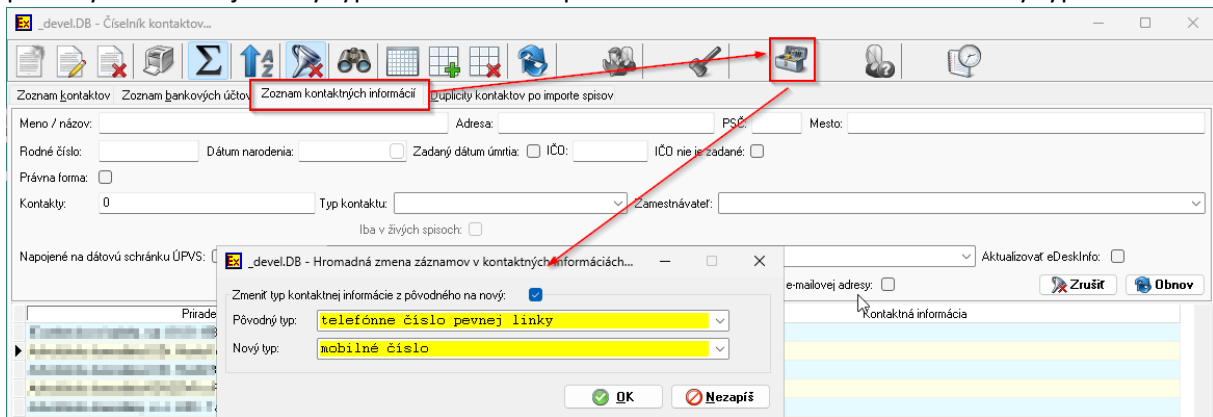 _devel.DB - Číselník kontaktov...
Zoznam kontaktov Zoznam bankových účtov Zoznam kontaktných informácií Duplicity kontaktov po importe spisov
Meno / názov: Adresa: PSČ: Mesto:
Rodné číslo: Dátum narodenia: Zadaný dátum úmrtia: IČO: IČO nie je zadané:
Právna forma:
Kontakty: 0 Typ kontaktu: Zamestnávateľ:
Iba v živých spisoch:
Napojené na dátovú schránku ÚPVS: Aktualizovať eDeskInfo:
_devel.DB - Hromadná zmena záznamov v kontaktných informáciách...
e-mailovej adresy: Zrušiť Obnov
Zmeniť typ kontaktnej informácie z pôvodného na nový:
Prirade Kontaktná informácia
Pôvodný typ: telefónne číslo pevnej linky
Nový typ: mobilné číslo
OK Nezapíš